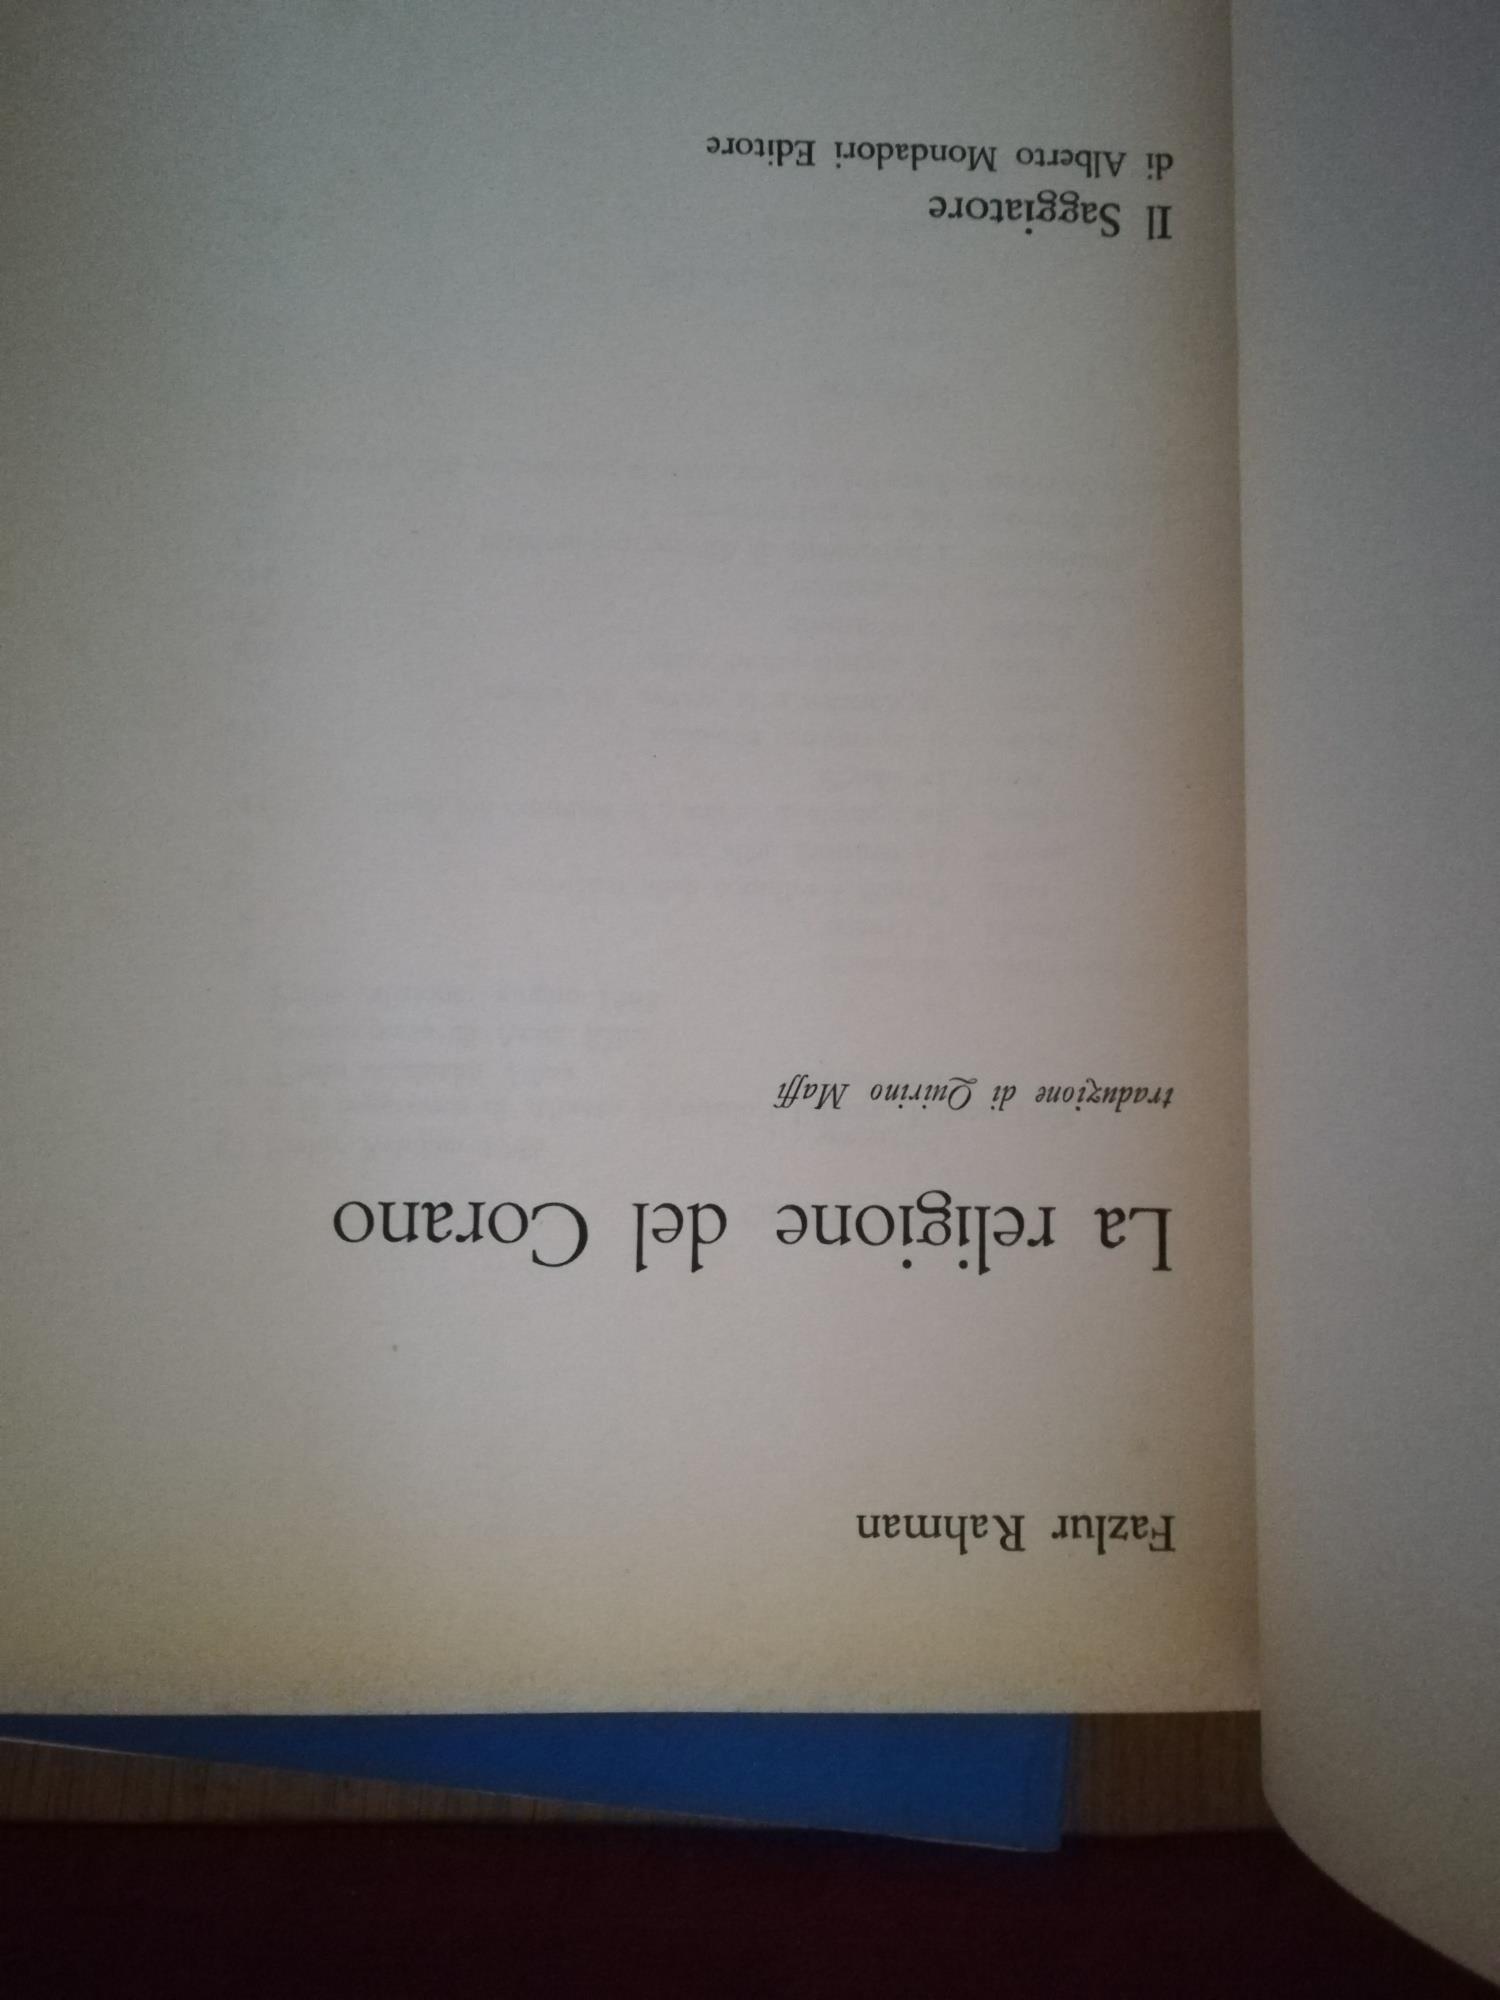 Fazlur Rahman
La religione del Corano
traduzione di Quirino Maffi
Il Saggiatore
di Alberto Mondadori Editore